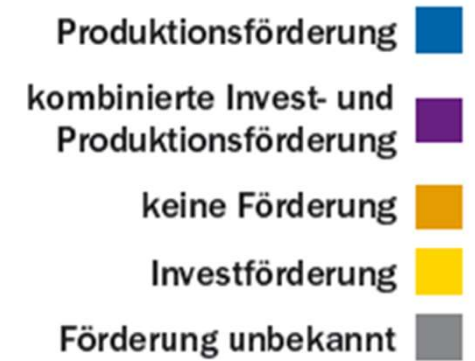 Produktionsförderung
kombinierte Invest- und
Produktionsförderung
keine Förderung
Investförderung
Förderung unbekannt